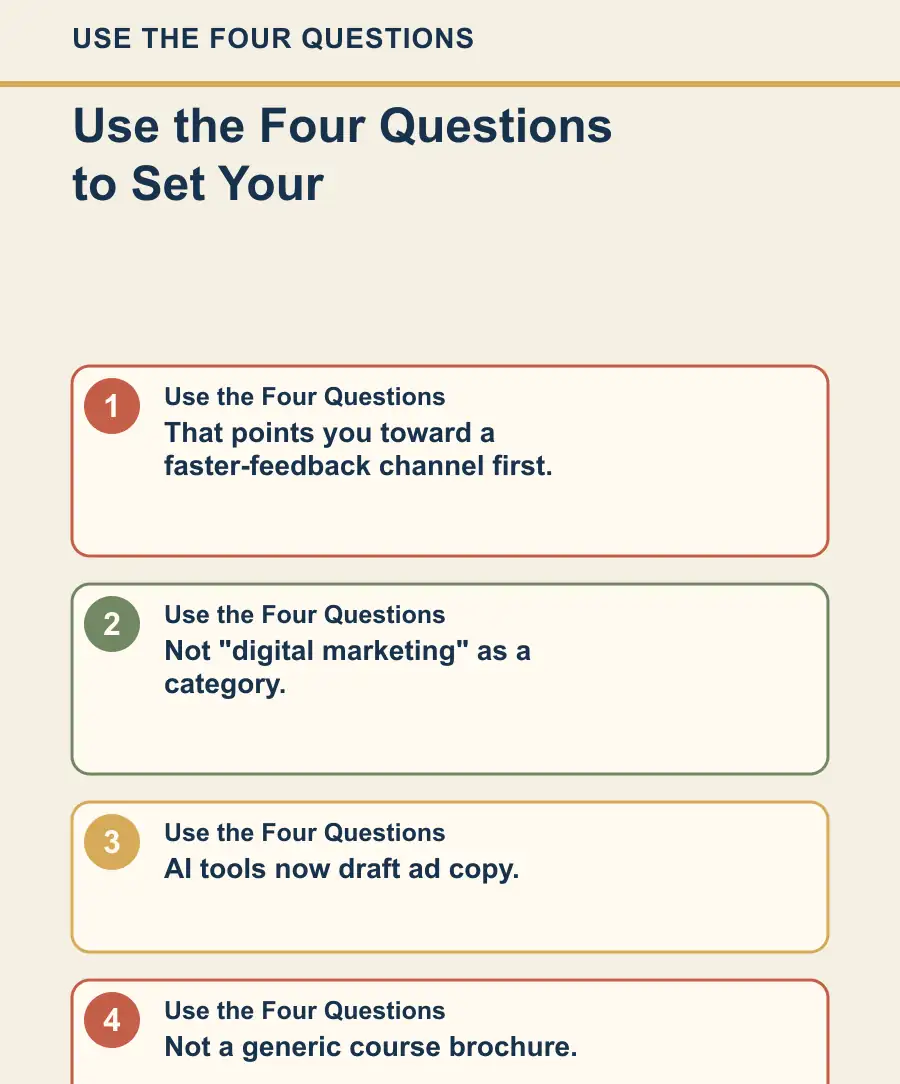 USE THE FOUR QUESTIONS
Use the Four Questions
to Set Your
1
Use the Four Questions
That points you toward a
faster-feedback channel first.
2
Use the Four Questions
Not "digital marketing" as a
category.
3
Use the Four Questions
AI tools now draft ad copy.
4
Use the Four Questions
Not a generic course brochure.